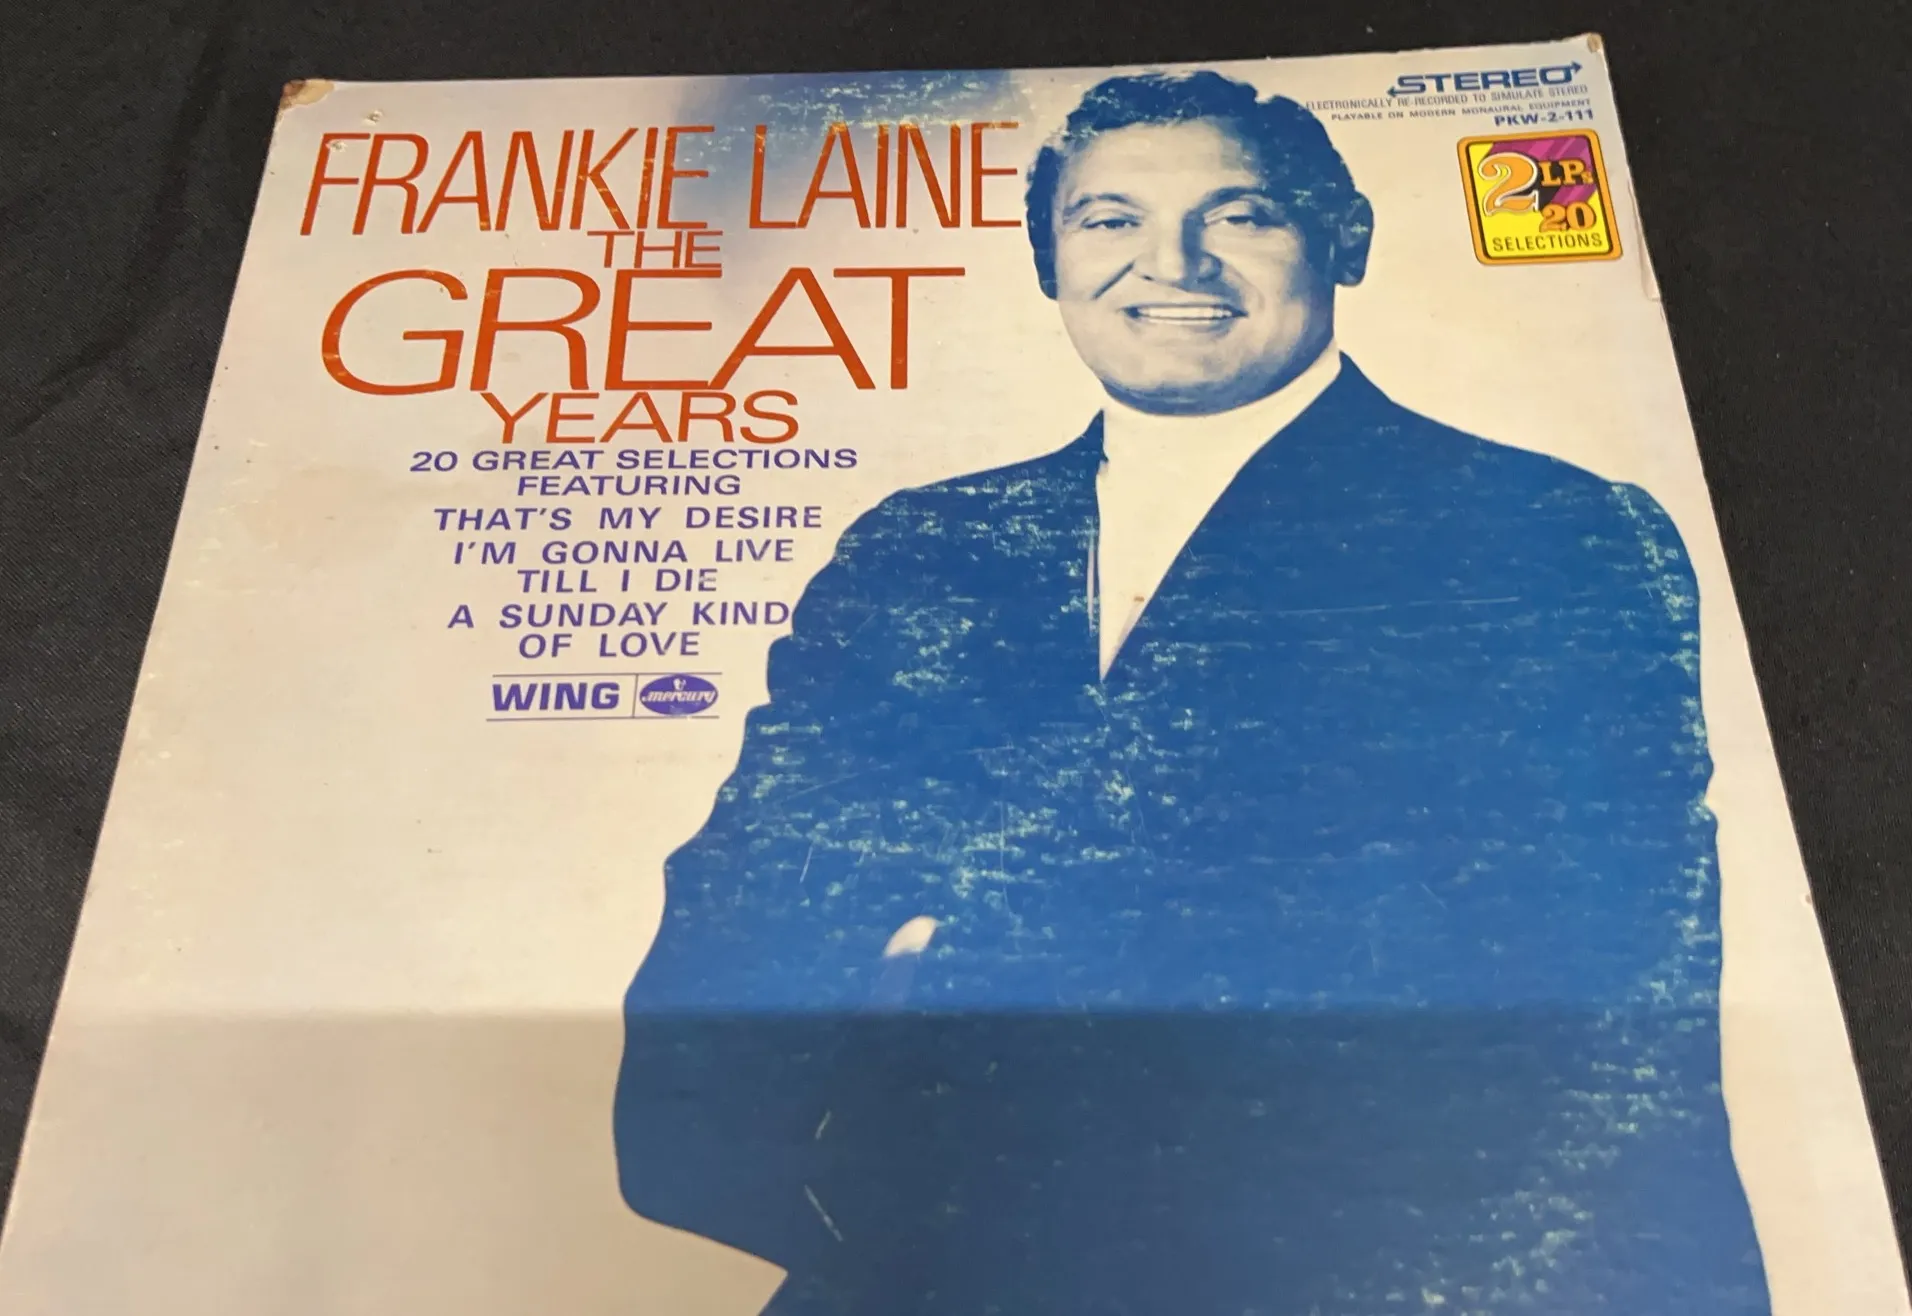 STEREO
ELECTRONICALLY RE-RECORDED TO SIMULATE STEREO
PLAYABLE ON MODERN MONAURAL EQUIPMENT
PKW-2-111
2 LPs
20
SELECTIONS
FRANKIE LAINE
THE
GREAT
YEARS
20 GREAT SELECTIONS
FEATURING
THAT'S MY DESIRE
I'M GONNA LIVE
TILL I DIE
A SUNDAY KIND
OF LOVE
WING mercury